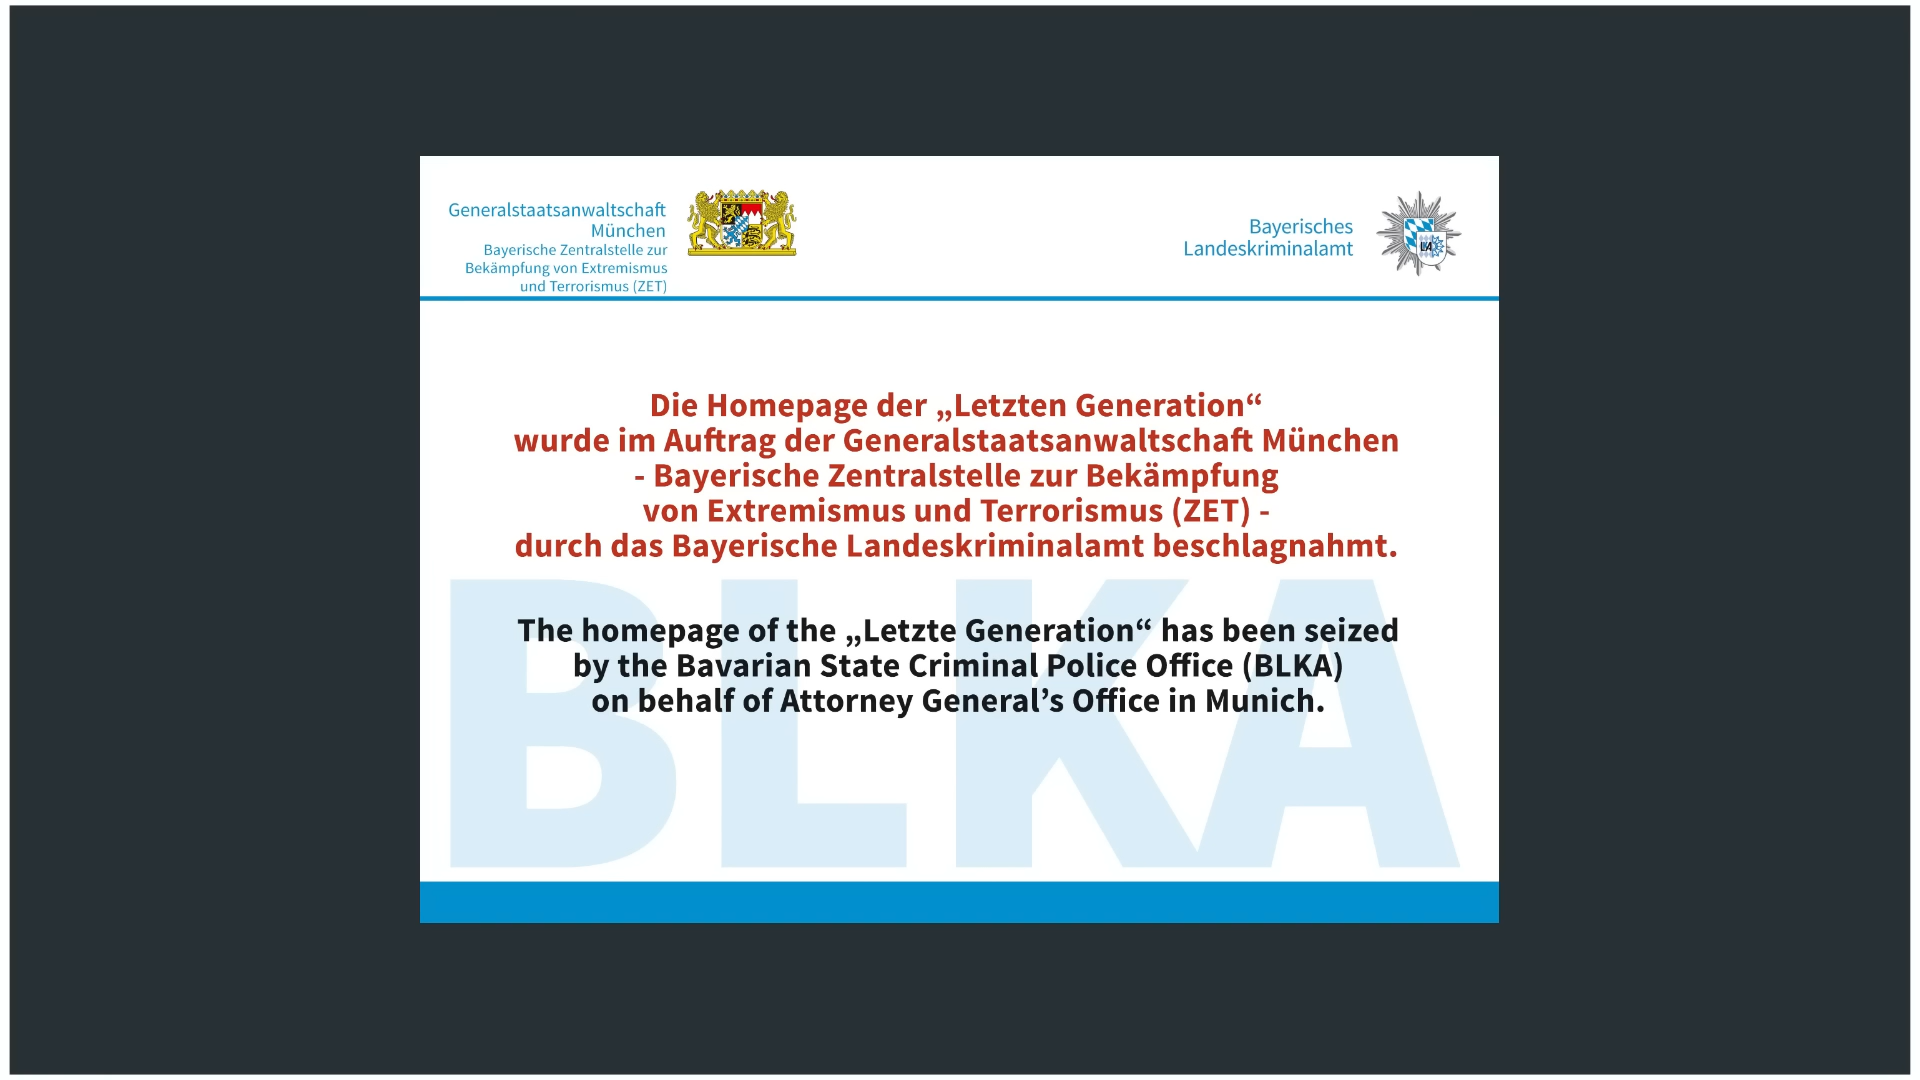 Generalstaatsanwaltschaft
München
Bayerische Zentralstelle zur
Bekämpfung von Extremismus
und Terrorismus (ZET)
Bayerisches
Landeskriminalamt
LKA
Die Homepage der „Letzten Generation“
wurde im Auftrag der Generalstaatsanwaltschaft München
- Bayerische Zentralstelle zur Bekämpfung
von Extremismus und Terrorismus (ZET) -
durch das Bayerische Landeskriminalamt beschlagnahmt.
The homepage of the „Letzte Generation“ has been seized
by the Bavarian State Criminal Police Office (BLKA)
on behalf of Attorney General’s Office in Munich.
BLKA